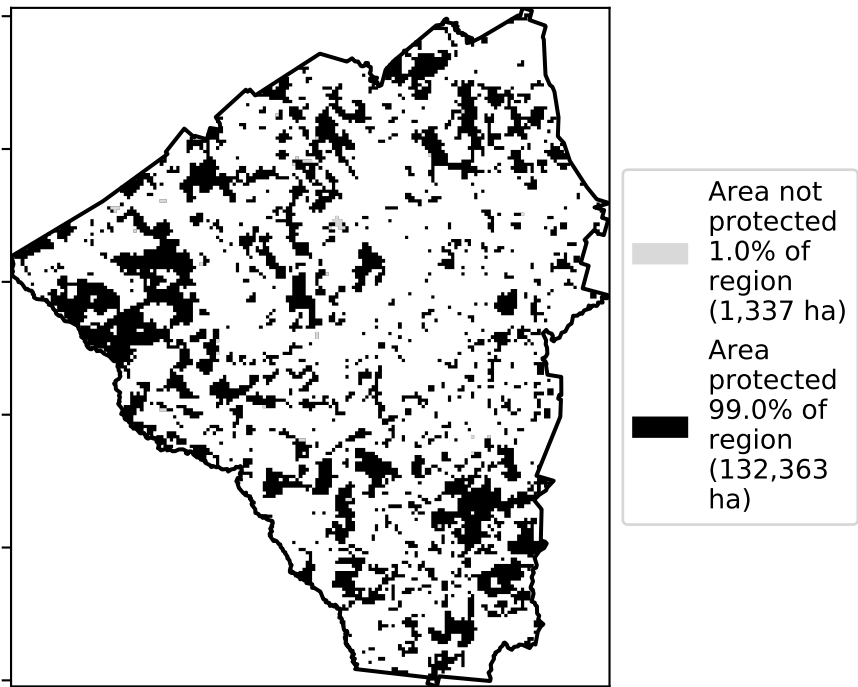 Area not
protected
1.0% of
region
(1,337 ha)
Area
protected
99.0% of
region
(132,363
ha)